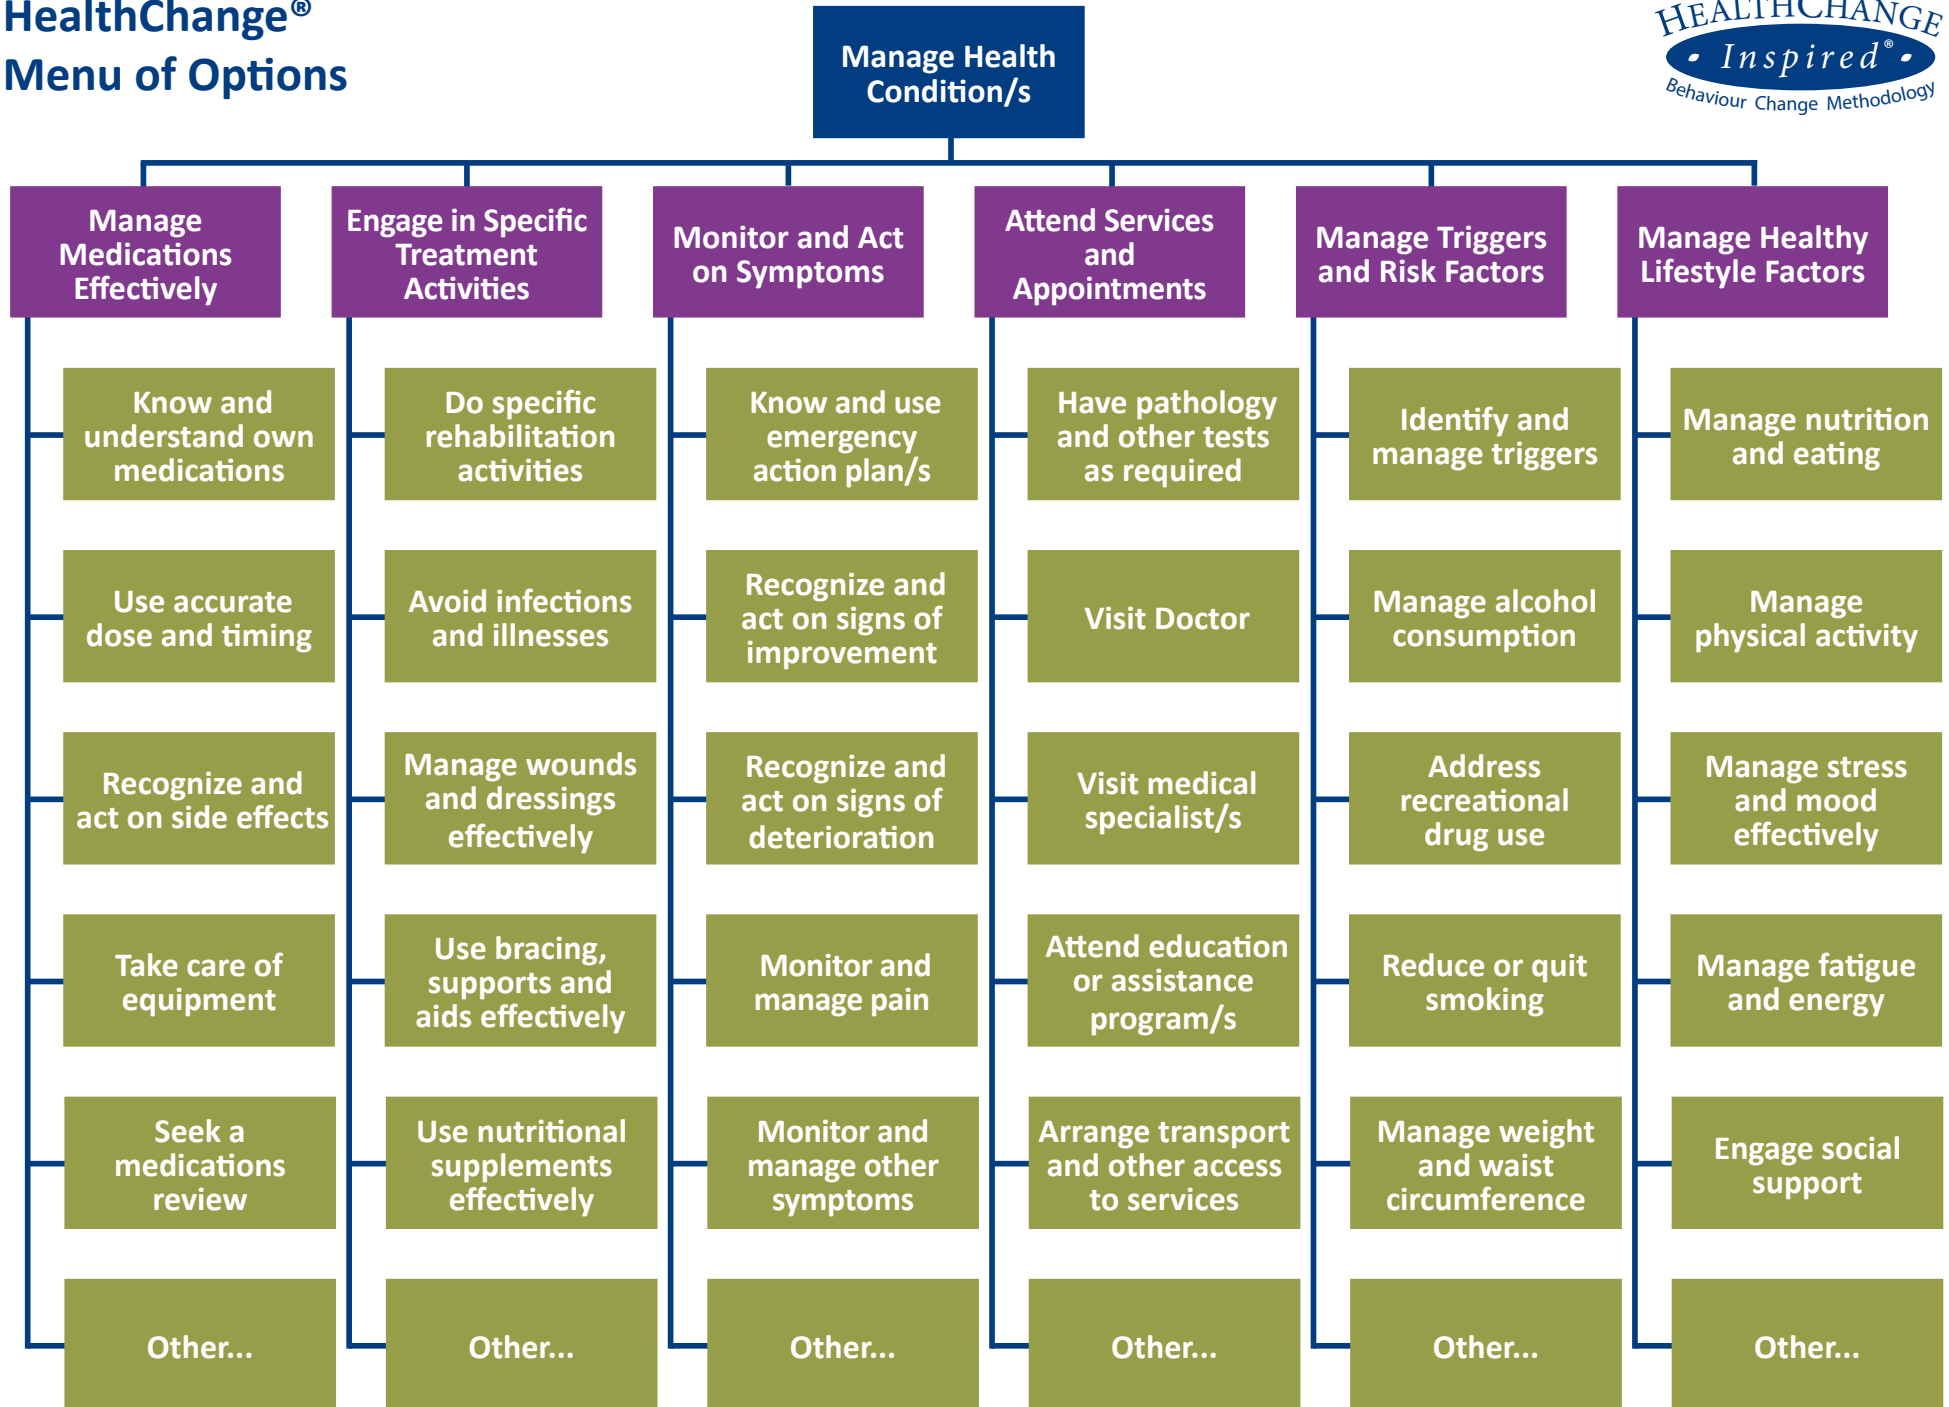 HealthChange®
Menu of Options
HEALTHCHANGE
• Inspired® •
Behaviour Change Methodology
Manage Health
Condition/s
Manage
Medications
Effectively
Know and
understand own
medications
Use accurate
dose and timing
Recognize and
act on side effects
Take care of
equipment
Seek a
medications
review
Other...
Engage in Specific
Treatment
Activities
Do specific
rehabilitation
activities
Avoid infections
and illnesses
Manage wounds
and dressings
effectively
Use bracing,
supports and
aids effectively
Use nutritional
supplements
effectively
Other...
Monitor and Act
on Symptoms
Know and use
emergency
action plan/s
Recognize and
act on signs of
improvement
Recognize and
act on signs of
deterioration
Monitor and
manage pain
Monitor and
manage other
symptoms
Other...
Attend Services
and
Appointments
Have pathology
and other tests
as required
Visit Doctor
Visit medical
specialist/s
Attend education
or assistance
program/s
Arrange transport
and other access
to services
Other...
Manage Triggers
and Risk Factors
Identify and
manage triggers
Manage alcohol
consumption
Address
recreational
drug use
Reduce or quit
smoking
Manage weight
and waist
circumference
Other...
Manage Healthy
Lifestyle Factors
Manage nutrition
and eating
Manage
physical activity
Manage stress
and mood
effectively
Manage fatigue
and energy
Engage social
support
Other...